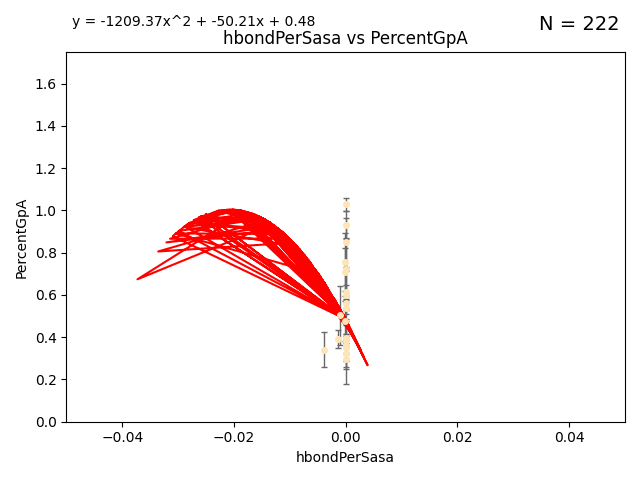 y = -1209.37x^2 + -50.21x + 0.48
N = 222
hbondPerSasa vs PercentGpA
1.6
1.4
1.2
1.0
0.8
0.6
0.4
0.2
0.0
PercentGpA
−0.04
−0.02
0.00
0.02
0.04
hbondPerSasa